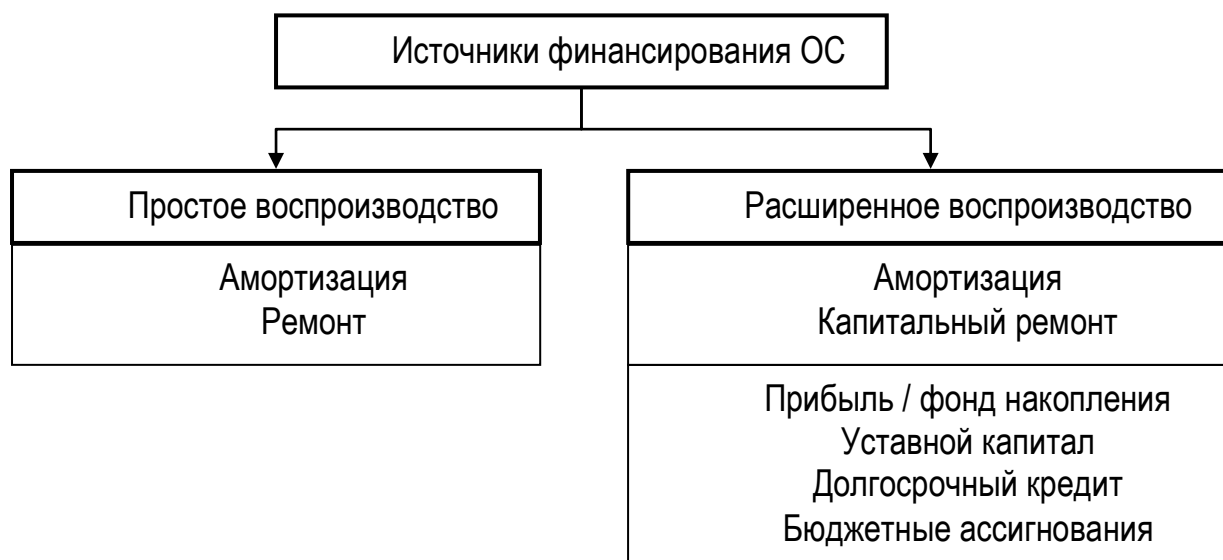 Источники финансирования ОС
Простое воспроизводство
Амортизация
Ремонт
Расширенное воспроизводство
Амортизация
Капитальный ремонт
Прибыль / фонд накопления
Уставной капитал
Долгосрочный кредит
Бюджетные ассигнования